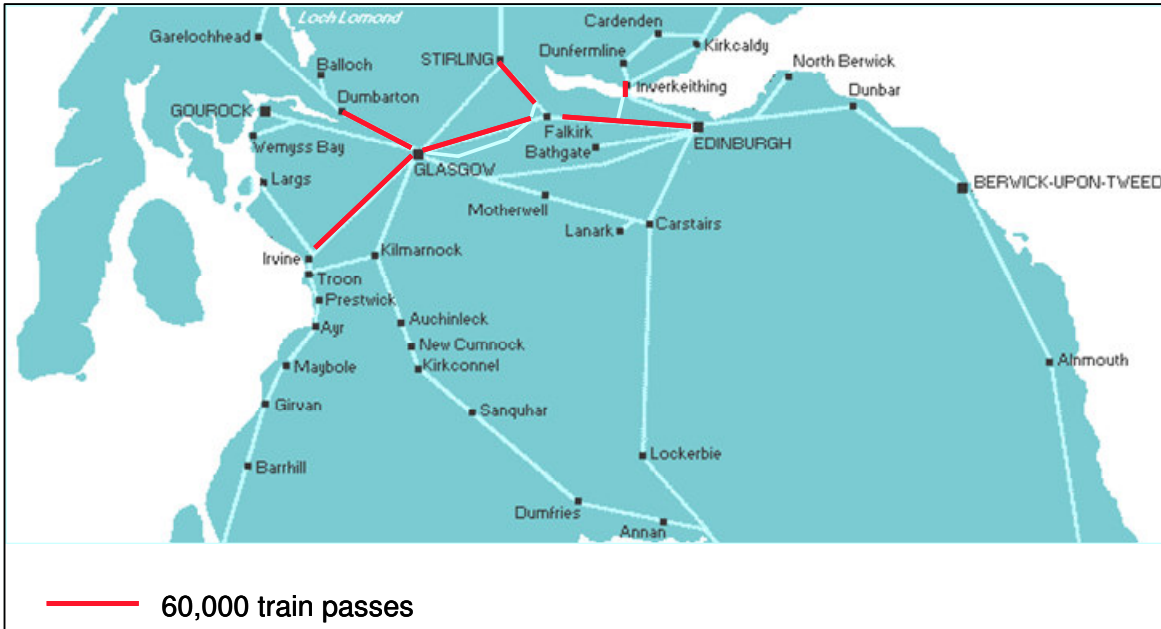 Loch Lomond
Cardenden
Garelochhead
Kirkcaldy
Dunfermline
STIRLING
Balloch
North Berwick
Inverkeithing
Dunbar
Dumbarton
GOUROCK
Falkirk
EDINBURGH
Wemyss Bay
Bathgate
GLASGOW
Largs
BERWICK-UPON-TWEED
Motherwell
Lanark
Carstairs
Kilmarnock
Irvine
Troon
Prestwick
Auchinleck
Ayr
New Cumnock
Alnmouth
Kirkconnel
Maybole
Girvan
Sanquhar
Lockerbie
Barrhill
Dumfries
Annan
60,000 train passes